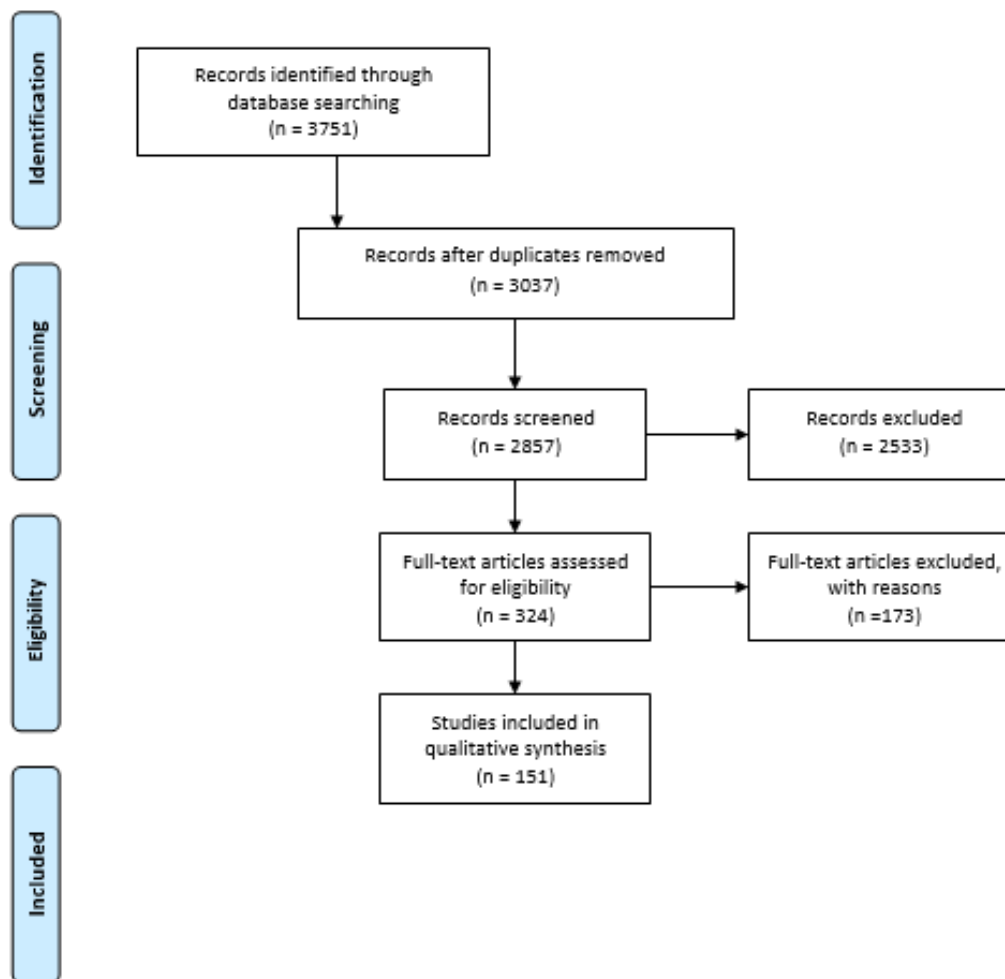 Identification
Records identified through
database searching
(n = 3751)
Records after duplicates removed
(n = 3037)
Screening
Records screened
(n = 2857)
Records excluded
(n = 2533)
Eligibility
Full-text articles assessed
for eligibility
(n = 324)
Full-text articles excluded,
with reasons
(n =173)
Studies included in
qualitative synthesis
(n = 151)
Included